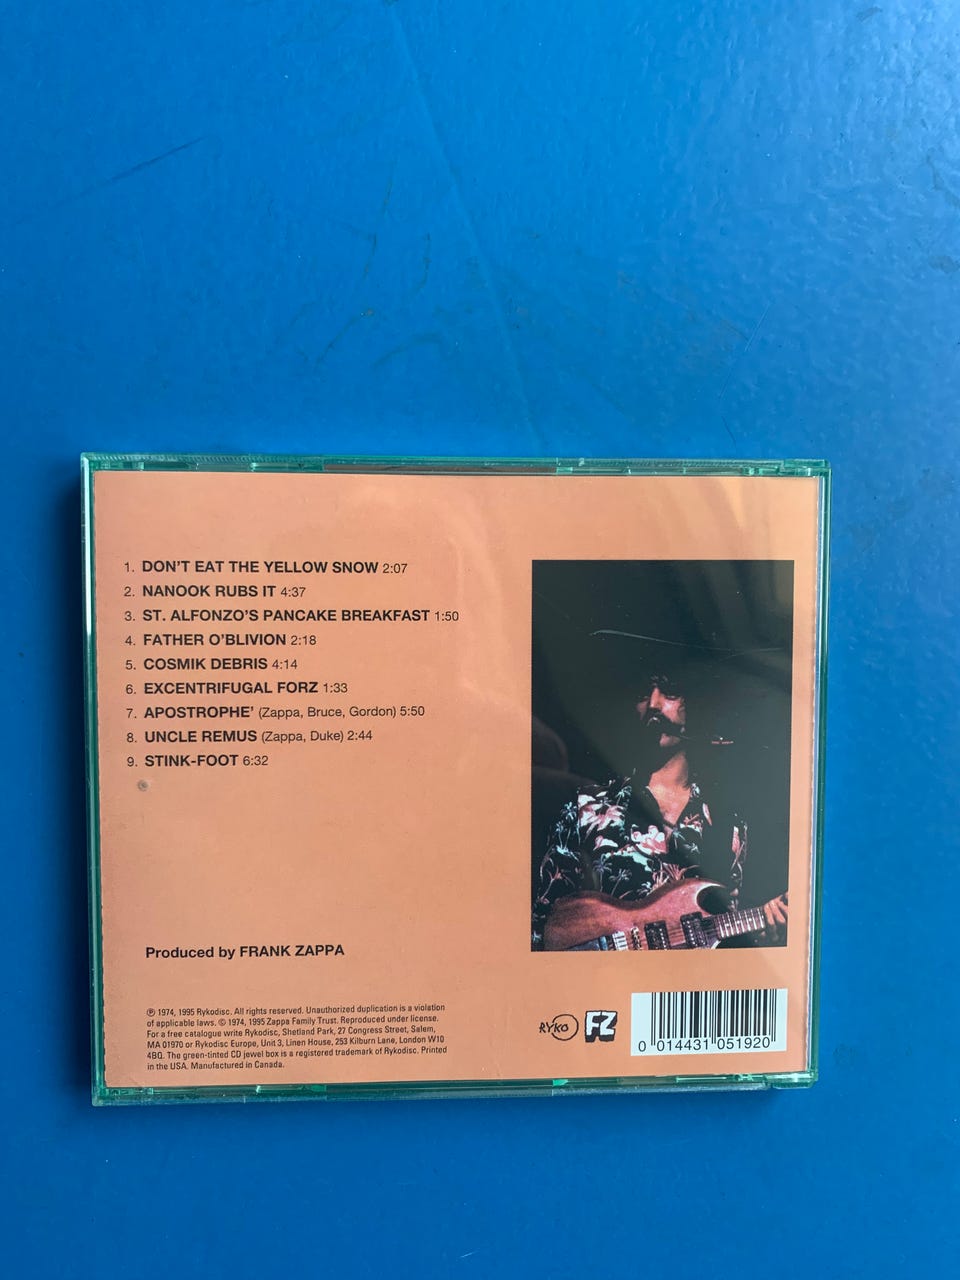 1. DON'T EAT THE YELLOW SNOW 2:07
2. NANOOK RUBS IT 4:37
3. ST. ALFONZO'S PANCAKE BREAKFAST 1:50
4. FATHER O'BLIVION 2:18
5. COSMIK DEBRIS 4:14
6. EXCENTRIFUGAL FORZ 1:33
7. APOSTROPHE' (Zappa, Bruce, Gordon) 5:50
8. UNCLE REMUS (Zappa, Duke) 2:44
9. STINK-FOOT 6:32
Produced by FRANK ZAPPA
℗ 1974, 1995 Rykodisc. All rights reserved. Unauthorized duplication is a violation
of applicable laws. © 1974, 1995 Zappa Family Trust. Reproduced under license.
For a free catalogue write Rykodisc, Shetland Park, 27 Congress Street, Salem,
MA 01970 or Rykodisc Europe, Unit 3, Linen House, 253 Kilburn Lane, London W10
4BQ. The green-tinted CD jewel box is a registered trademark of Rykodisc. Printed
in the USA. Manufactured in Canada.
RYKO
FZ
0 014431 051920